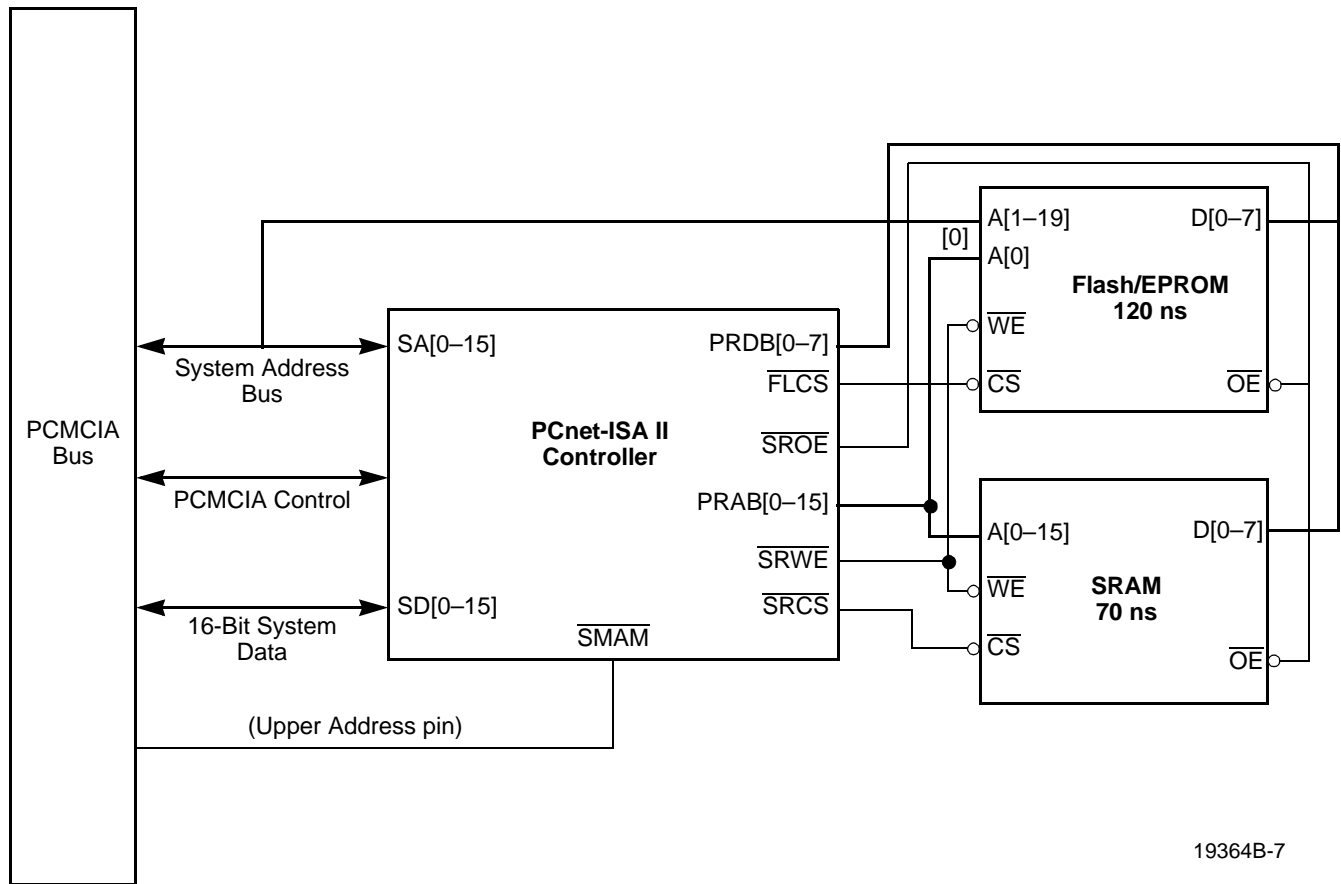 PCMCIA
Bus
System Address
Bus
PCMCIA Control
16-Bit System
Data
(Upper Address pin)
SA[0–15]
SD[0–15]
PCnet-ISA II
Controller
SMAM
PRDB[0–7]
FLCS
SROE
PRAB[0–15]
SRWE
SRCS
[0]
A[1–19]
D[0–7]
A[0]
Flash/EPROM
120 ns
WE
CS
OE
A[0–15]
D[0–7]
WE
SRAM
70 ns
CS
OE
19364B-7